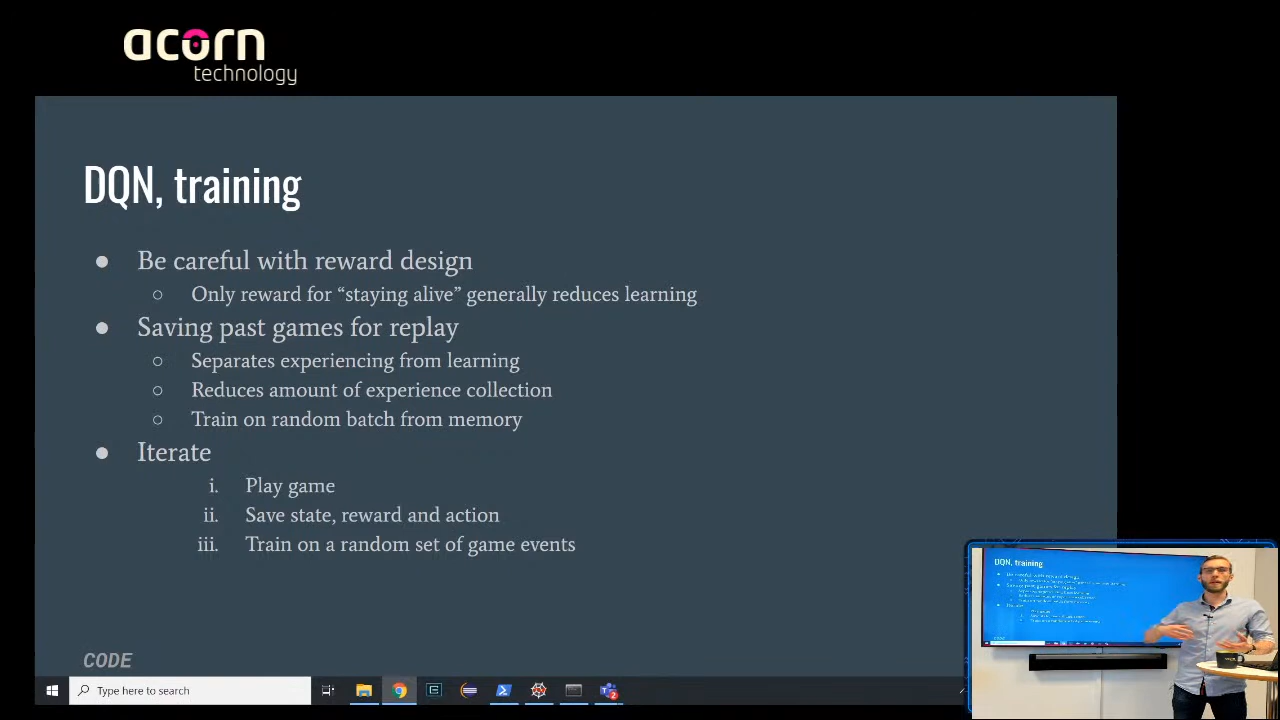 acorn
technology
DQN, training
● Be careful with reward design
○ Only reward for “staying alive” generally reduces learning
● Saving past games for replay
○ Separates experiencing from learning
○ Reduces amount of experience collection
○ Train on random batch from memory
● Iterate
i. Play game
ii. Save state, reward and action
iii. Train on a random set of game events
CODE
Type here to search
2
DQN, training